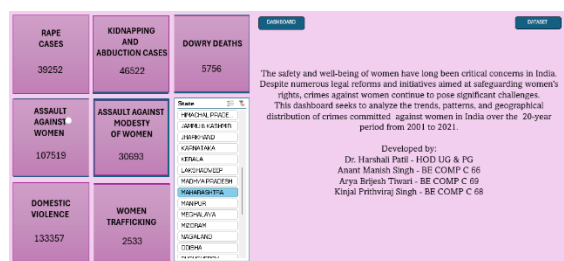 RAPE
CASES
39252
KIDNAPPING
AND
ABDUCTION CASES
46522
DOWRY DEATHS
5756
ASSAULT
AGAINST
WOMEN
107519
ASSAULT AGAINST
MODESTY
OF WOMEN
30693
DOMESTIC
VIOLENCE
133357
WOMEN
TRAFFICKING
2533
State
HIMACHAL PRADE...
JAMMU & KASHMIR
JHARKHAND
KARNATAKA
KERALA
LAKSHADWEEP
MADHYA PRADESH
MAHARASHTRA
MANIPUR
MEGHALAYA
MIZORAM
NAGALAND
ODISHA
DASHBOARD
DATASET
The safety and well-being of women have long been critical concerns in India.
Despite numerous legal reforms and initiatives aimed at safeguarding women's
rights, crimes against women continue to pose significant challenges.
This dashboard seeks to analyze the trends, patterns, and geographical
distribution of crimes committed against women in India over the 20-year
period from 2001 to 2021.
Developed by:
Dr. Harshali Patil - HOD UG & PG
Anant Manish Singh - BE COMP C 66
Arya Brijesh Tiwari - BE COMP C 69
Kinjal Prithviraj Singh - BE COMP C 68